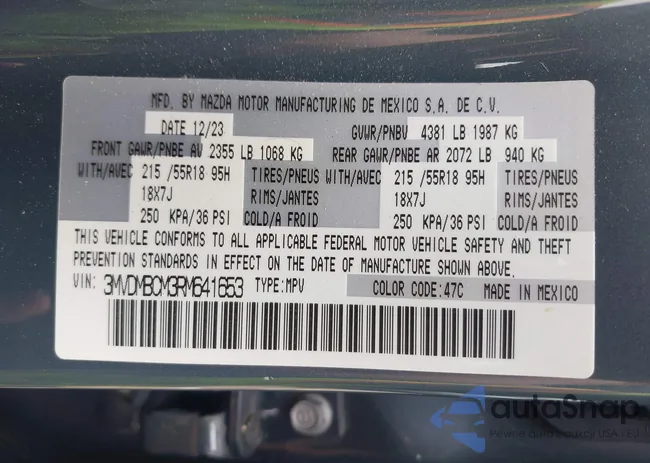 MFD. BY MAZDA MOTOR MANUFACTURING DE MEXICO S.A. DE C.V.
DATE 12/23 GVWR/PNBV 4381 LB 1987 KG
FRONT GAWR/PNBE AV 2355 LB 1068 KG REAR GAWR/PNBE AR 2072 LB 940 KG
WITH/AVEC 215 /55R18 95H TIRES/PNEUS WITH/AVEC 215 /55R18 95H TIRES/PNEUS
18X7J RIMS/JANTES 18X7J RIMS/JANTES
250 KPA/36 PSI COLD/A FROID 250 KPA/36 PSI COLD/A FROID
THIS VEHICLE CONFORMS TO ALL APPLICABLE FEDERAL MOTOR VEHICLE SAFETY AND THEFT
PREVENTION STANDARDS IN EFFECT ON THE DATE OF MANUFACTURE SHOWN ABOVE.
VIN: 3MVDMBCM3RM641653 TYPE:MPV COLOR CODE:47C MADE IN MEXICO
autoSnap
Pewne auta z aukcji USA i EU